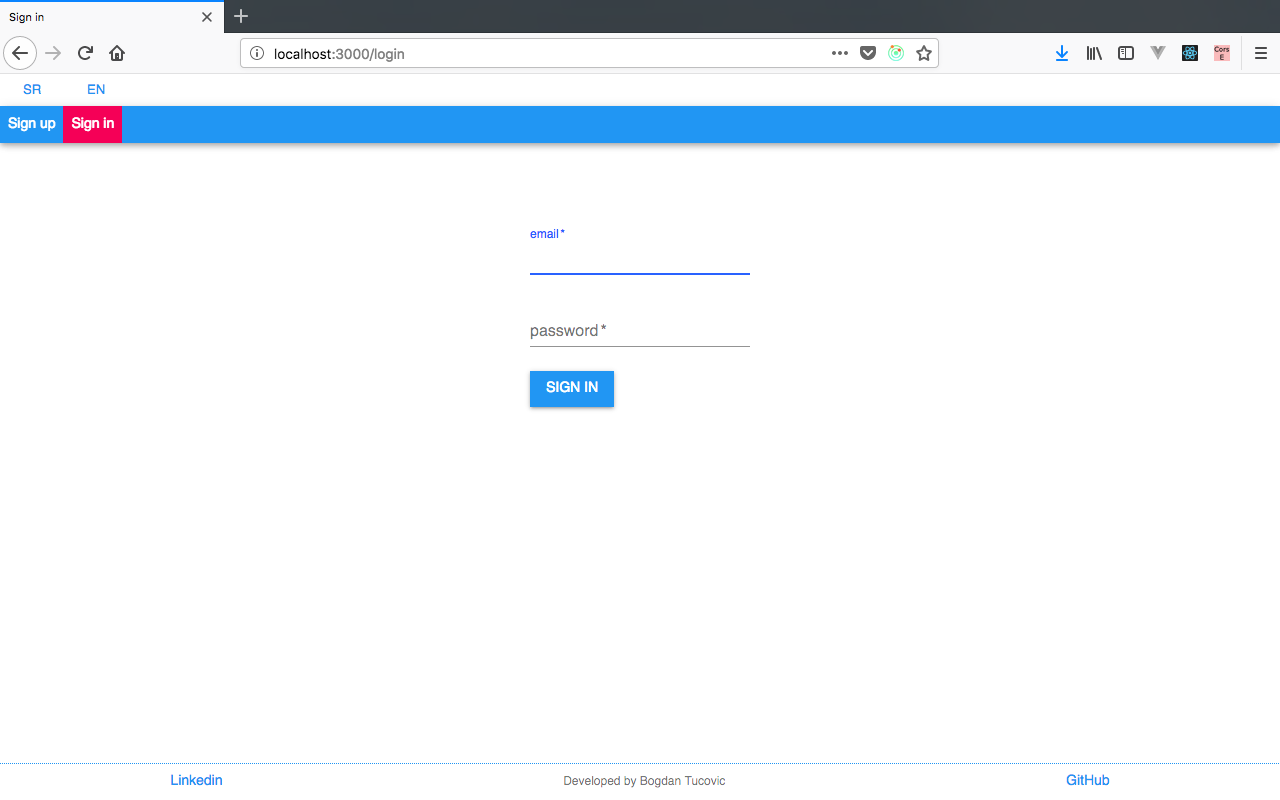 Sign in
localhost:3000/login
Cors E
SR EN
Sign up Sign in
email *
password *
SIGN IN
Linkedin Developed by Bogdan Tucovic GitHub